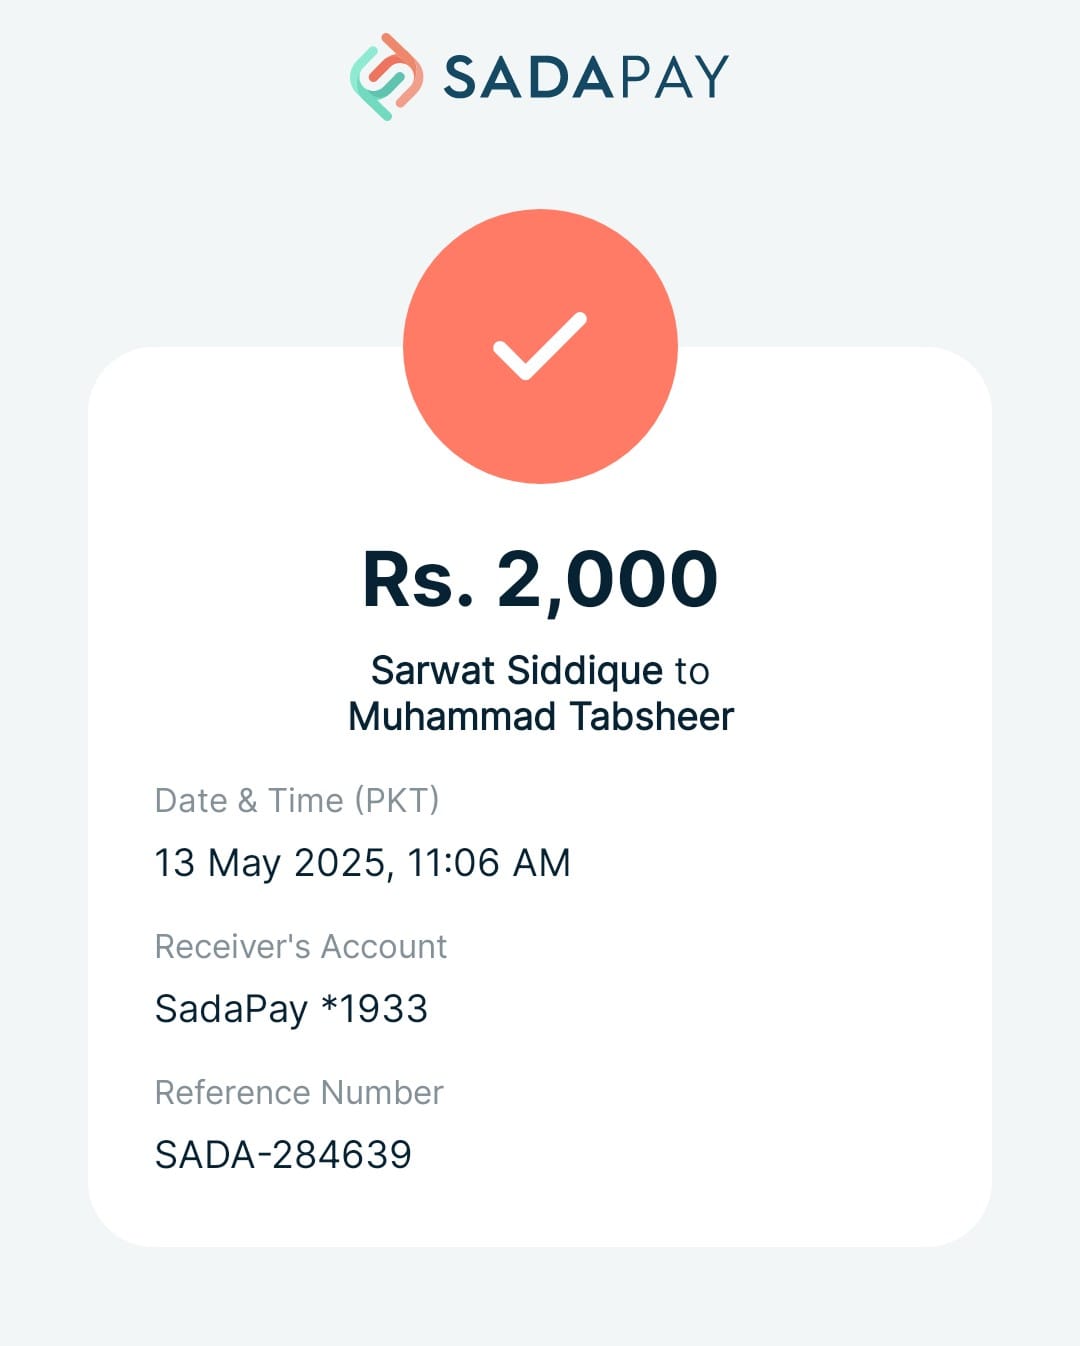 SADAPAY
Rs. 2,000
Sarwat Siddique to
Muhammad Tabsheer
Date & Time (PKT)
13 May 2025, 11:06 AM
Receiver's Account
SadaPay *1933
Reference Number
SADA-284639